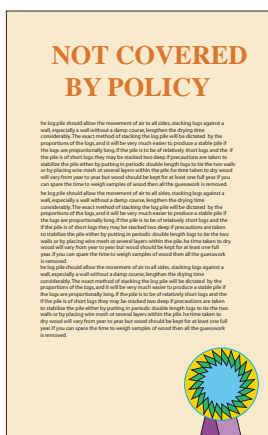 NOT COVERED
BY POLICY
he log pile should allow the movement of air to all sides, stacking logs against a
wall, especially a wall without a damp course, lengthen the drying time
considerably. The exact method of stacking the log pile will be dictated by the
proportions of the logs, and it will be very much easier to produce a stable pile if
the logs are proportionally long. If the pile is to be of relatively short logs and the if
the pile is of short logs they may be stacked two deep if precautions are taken to
stabilize the pile either by putting in periodic double length logs to tie the two walls
or by placing wire mesh ot several layers within the pile. he time taken to dry wood
will vary from year to year but wood should be kept for at least one full year. If you
can spare the time to weigh samples of wood then all the guesswork is removed.
he log pile should allow the movement of air to all sides, stacking logs against a
wall, especially a wall without a damp course, lengthen the drying time
considerably. The exact method of stacking the log pile will be dictated by the
proportions of the logs, and it will be very much easier to produce a stable pile if
the logs are proportionally long. If the pile is to be of relatively short logs and the
if the pile is of short logs they may be stacked two deep if precautions are taken
to stabilize the pile either by putting in periodic double length logs to tie the two
walls or by placing wire mesh ot several layers within the pile. he time taken to dry
wood will vary from year to year but wood should be kept for at least one full
year. If you can spare the time to weigh samples of wood then all the guesswork
is removed.
he log pile should allow the movement of air to all sides, stacking logs against a
wall, especially a wall without a damp course, lengthen the drying time
considerably. The exact method of stacking the log pile will be dictated by the
proportions of the logs, and it will be very much easier to produce a stable pile if
the logs are proportionally long. If the pile is to be of relatively short logs and the
if the pile is of short logs they may be stacked two deep if precautions are taken
to stabilize the pile either by putting in periodic double length logs to tie the two
walls or by placing wire mesh ot several layers within the pile. he time taken to
dry wood will vary from year to year but wood should be kept for at least one full
year. If you can spare the time to weigh samples of wood then all the guesswork
is removed.